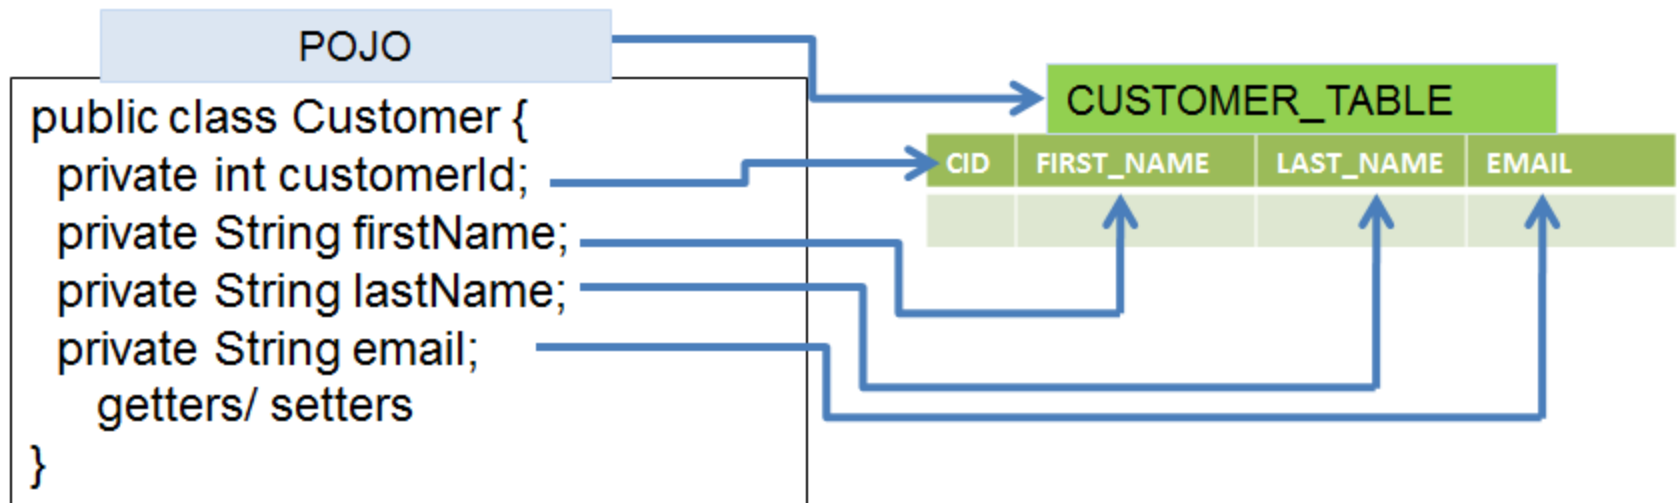 POJO
public class Customer {
private int customerId;
private String firstName;
private String lastName;
private String email;
getters/ setters
}
CUSTOMER_TABLE
CID FIRST_NAME LAST_NAME EMAIL